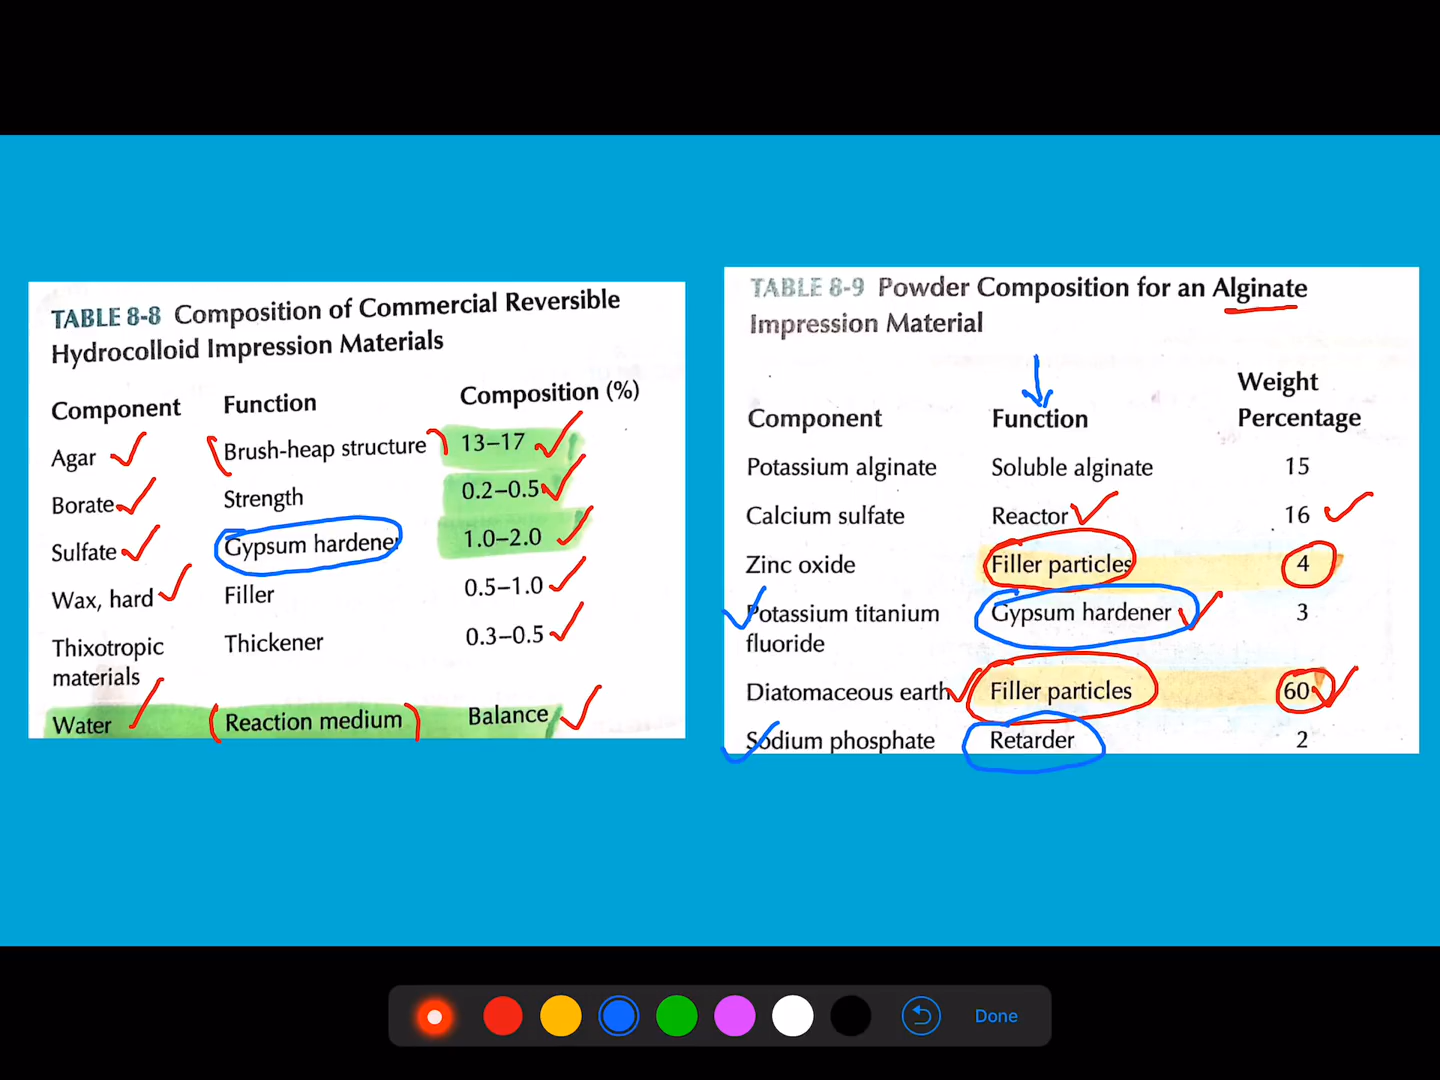 TABLE 8-8 Composition of Commercial Reversible
Hydrocolloid Impression Materials
Component Function Composition (%)
Agar Brush-heap structure 13–17
Borate Strength 0.2–0.5
Sulfate Gypsum hardener 1.0–2.0
Wax, hard Filler 0.5–1.0
Thixotropic Thickener 0.3–0.5
materials
Water Reaction medium Balance
TABLE 8-9 Powder Composition for an Alginate
Impression Material
Weight
Component Function Percentage
Potassium alginate Soluble alginate 15
Calcium sulfate Reactor 16
Zinc oxide Filler particles 4
Potassium titanium Gypsum hardener 3
fluoride
Diatomaceous earth Filler particles 60
Sodium phosphate Retarder 2
Done